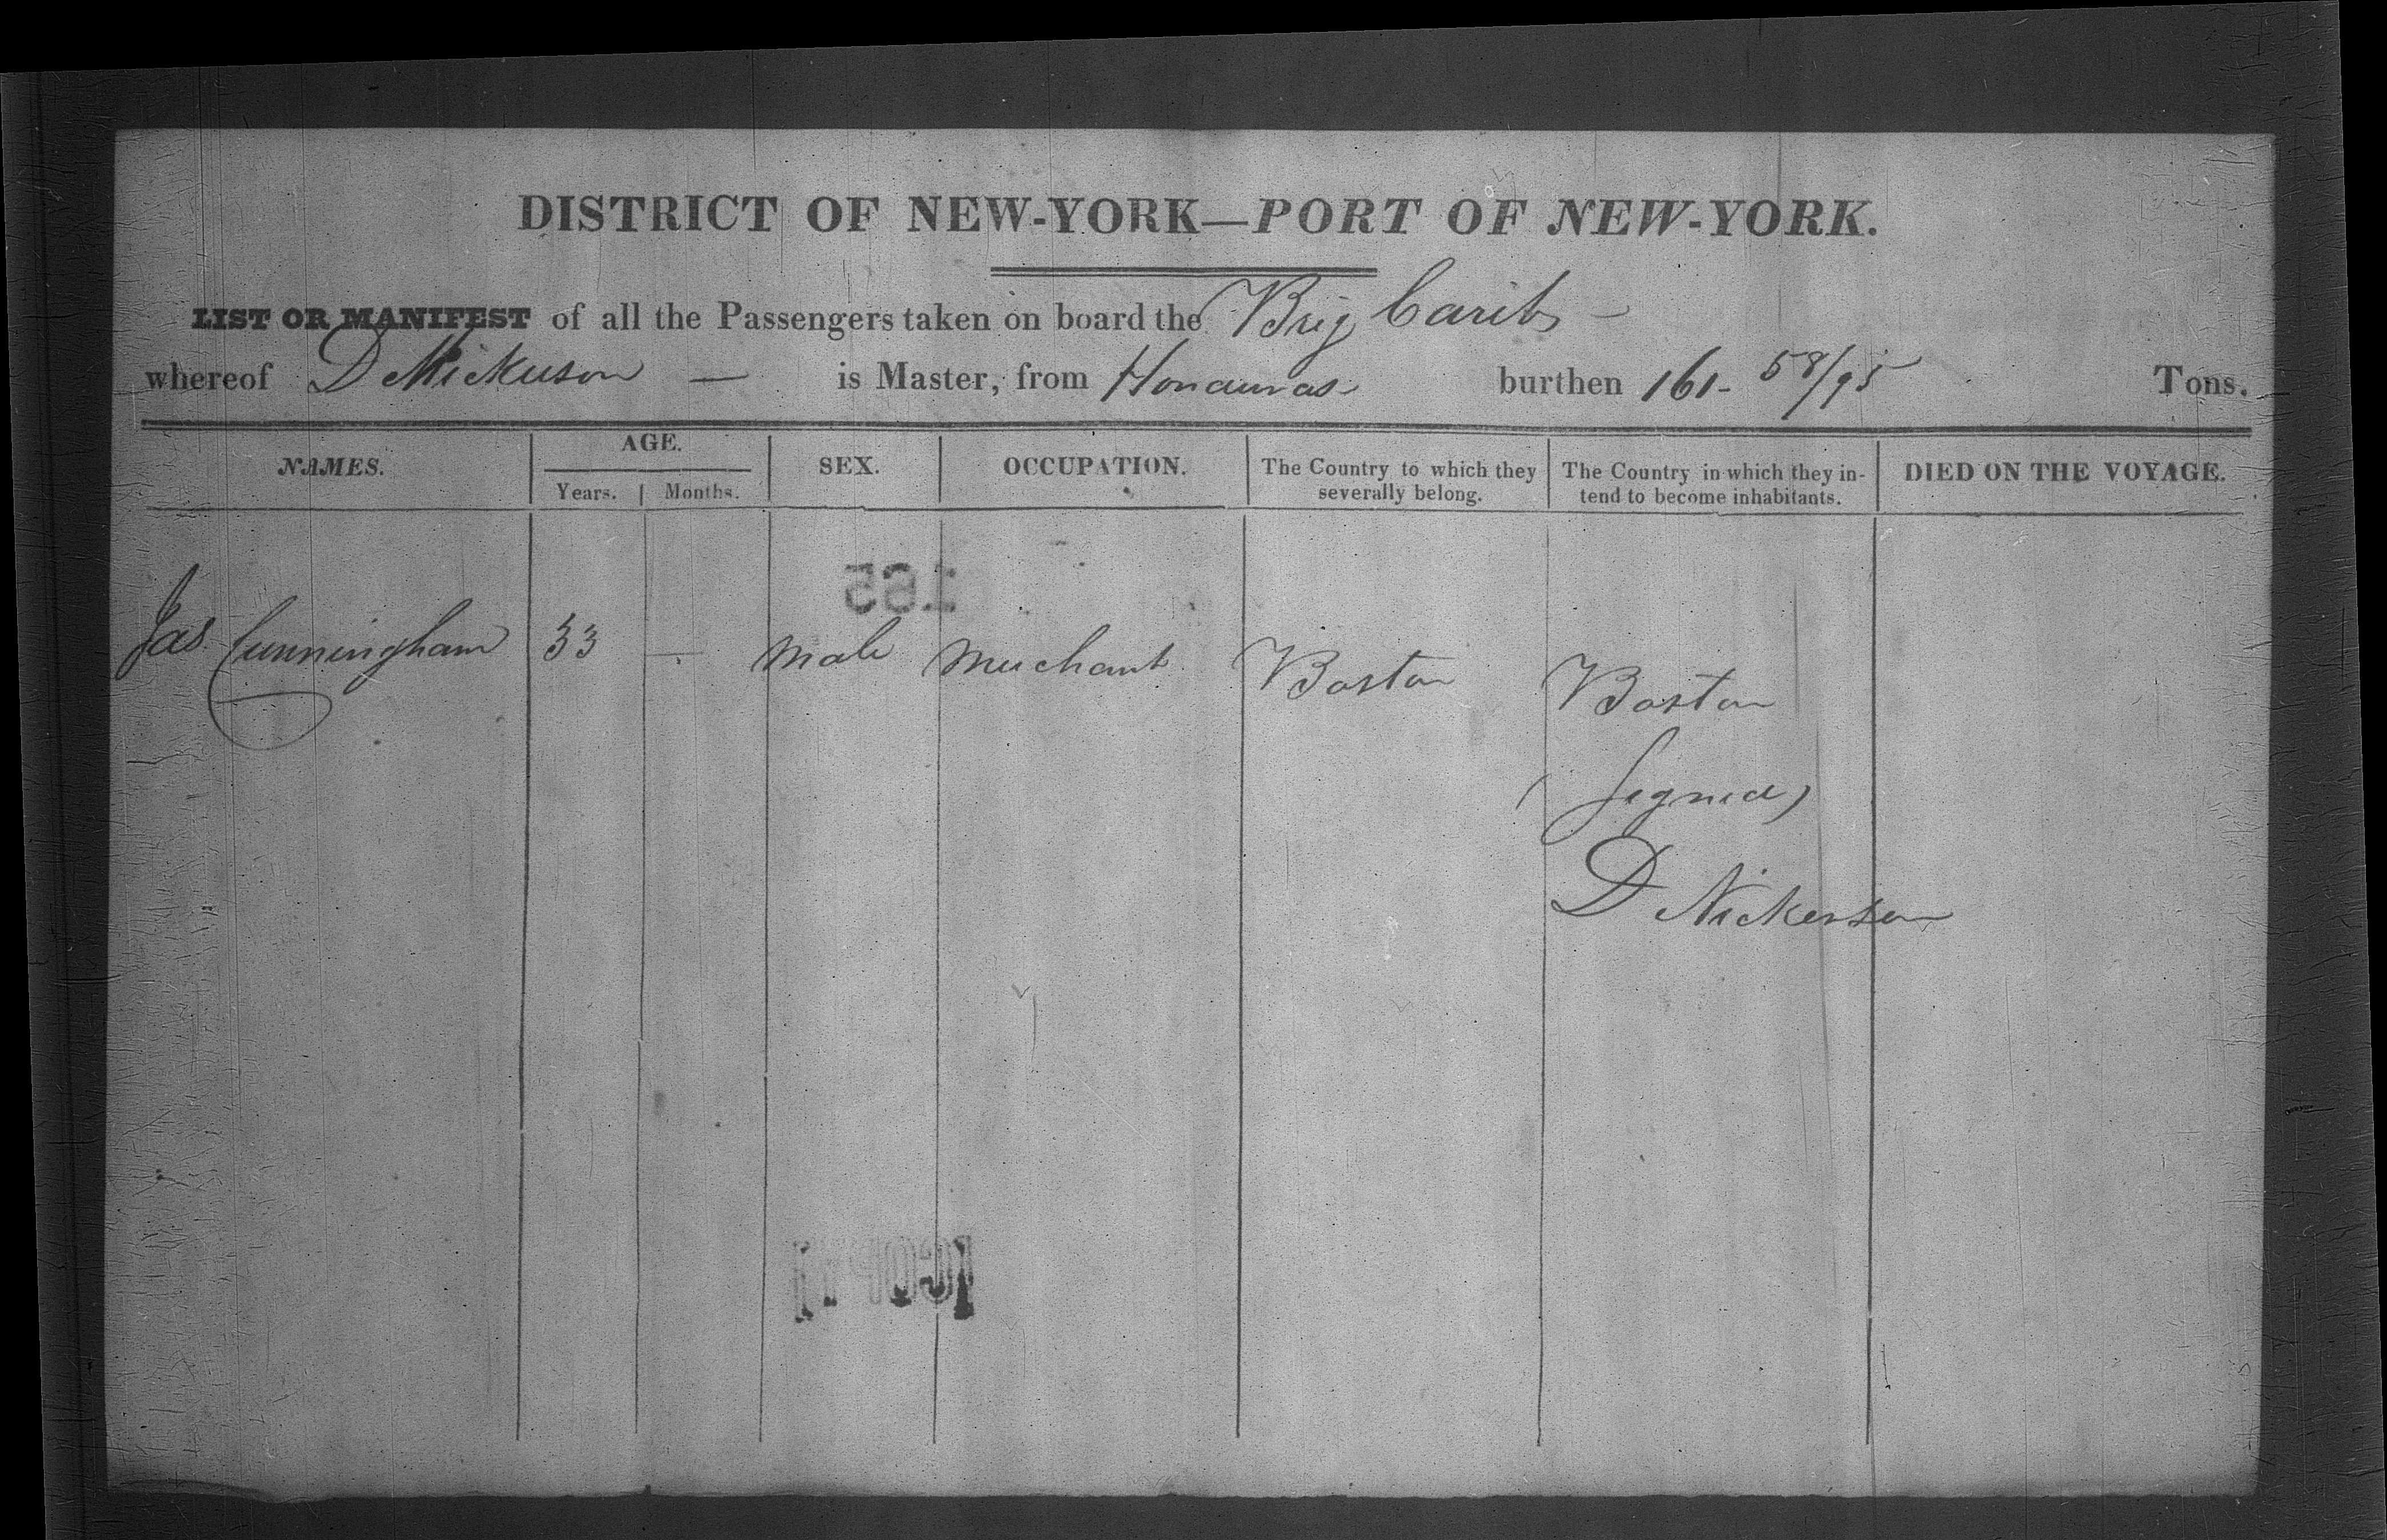 DISTRICT OF NEW-YORK—PORT OF NEW-YORK.
LIST OR MANIFEST of all the Passengers taken on board the Brig Carib
whereof D Nickerson — is Master, from Honduras burthen 161- 58/95 Tons.
NAMES. AGE. SEX. OCCUPATION. The Country to which they severally belong. The Country in which they intend to become inhabitants. DIED ON THE VOYAGE.
Years. Months.
165
Jas Cunningham 33 — Male Merchant Boston Boston
(Signed)
D Nickerson
COPY